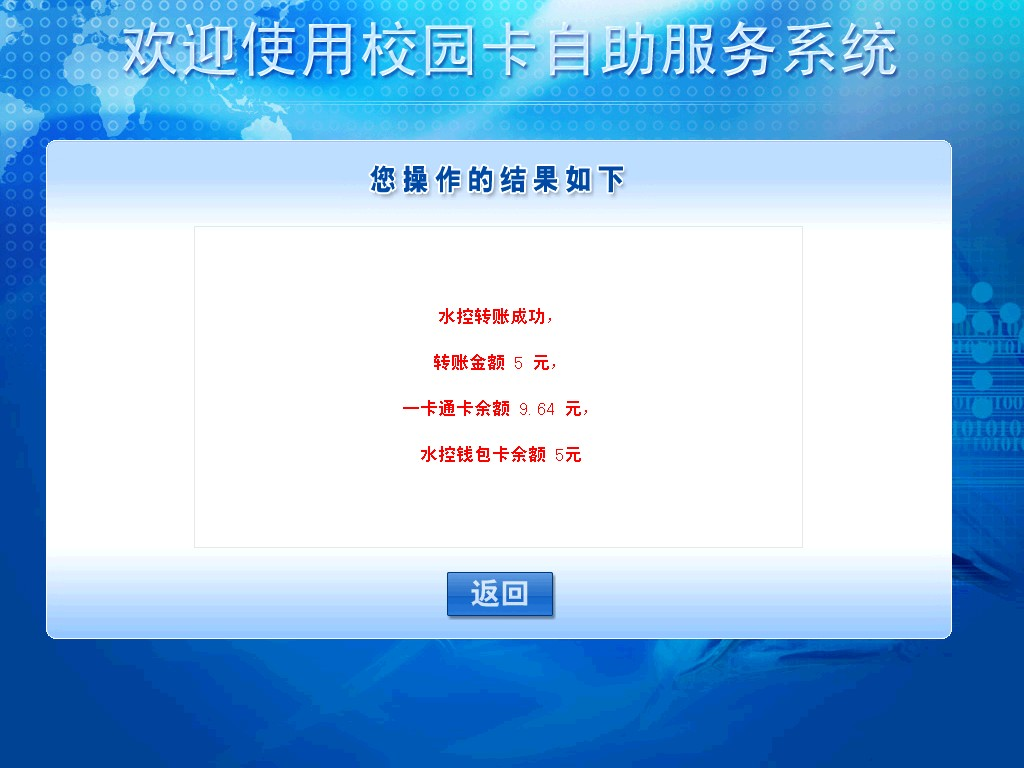 欢迎使用校园卡自助服务系统
您操作的结果如下
水控转账成功，
转账金额 5 元，
一卡通卡余额 9.64 元，
水控钱包卡余额 5元
返回